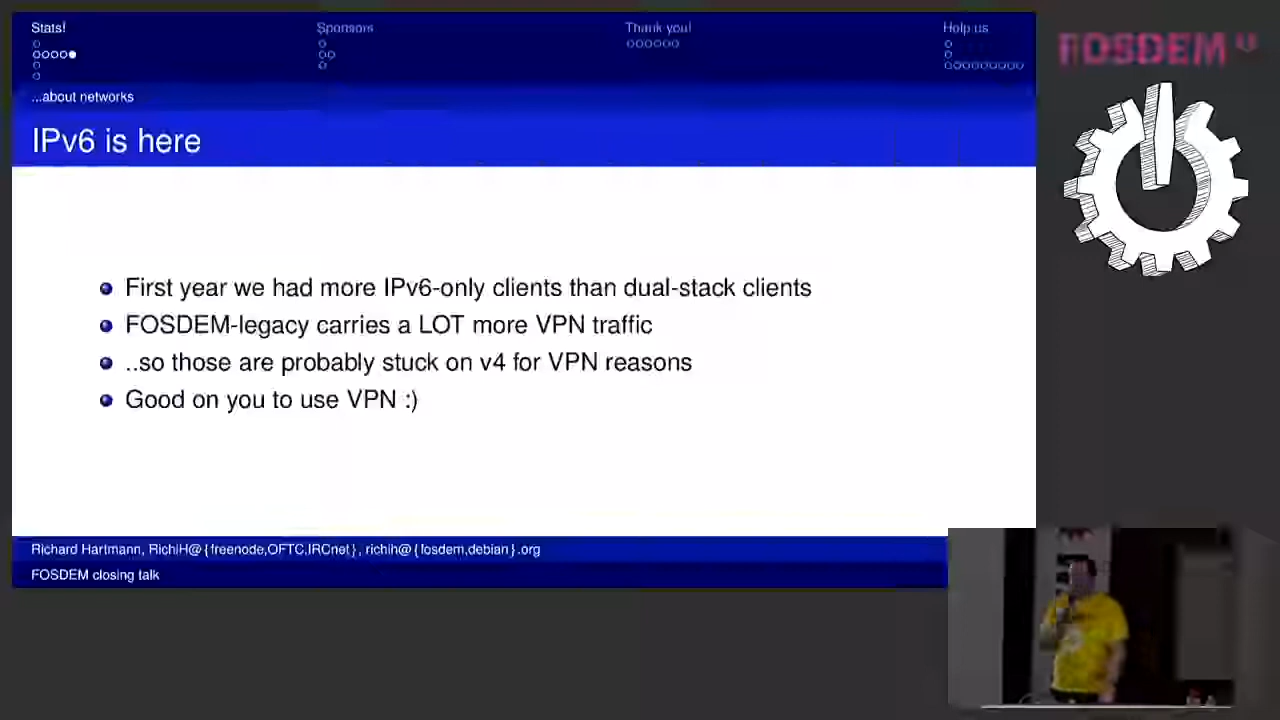 Stats!
Sponsors
Thank you!
Help us
...about networks
IPv6 is here
First year we had more IPv6-only clients than dual-stack clients
FOSDEM-legacy carries a LOT more VPN traffic
..so those are probably stuck on v4 for VPN reasons
Good on you to use VPN :)
Richard Hartmann, RichiH@{freenode,OFTC,IRCnet}, richih@{fosdem,debian}.org
FOSDEM closing talk
FOSDEM